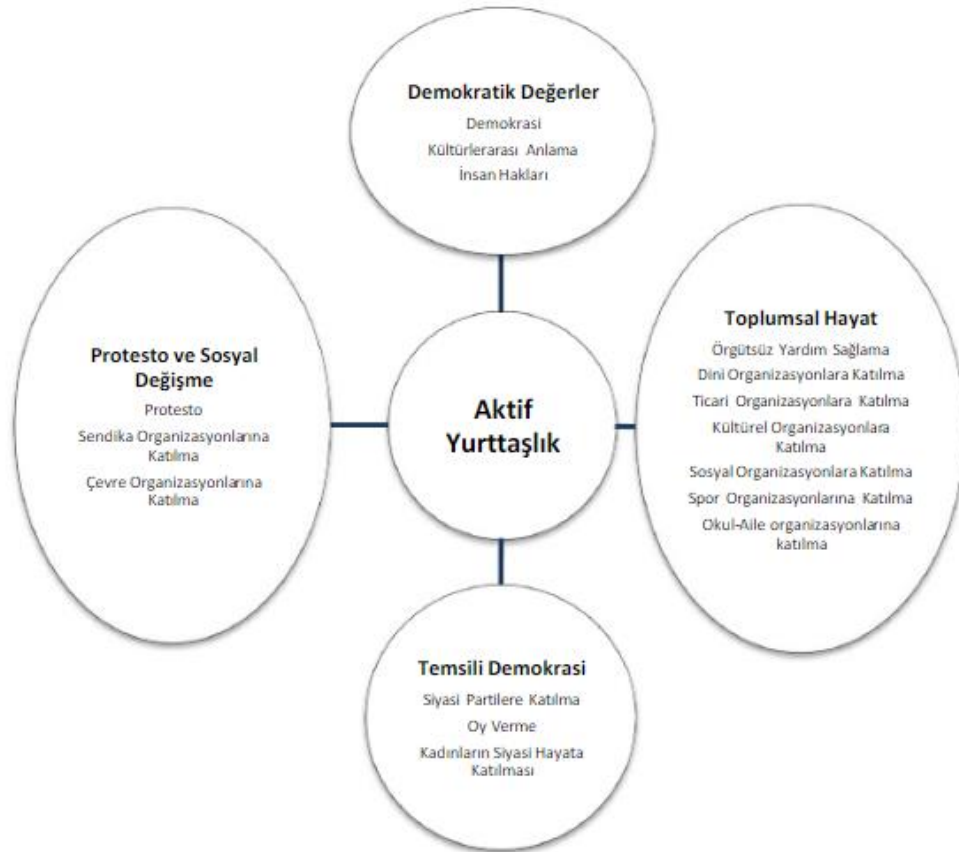 Demokratik Değerler
Demokrasi
Kültürlerarası Anlama
İnsan Hakları
Protesto ve Sosyal
Değişme
Protesto
Sendika Organizasyonlarına
Katılma
Çevre Organizasyonlarına
Katılma
Aktif
Yurttaşlık
Toplumsal Hayat
Örgütsüz Yardım Sağlama
Dini Organizasyonlara Katılma
Ticari Organizasyonlara Katılma
Kültürel Organizasyonlara
Katılma
Sosyal Organizasyonlara Katılma
Spor Organizasyonlarına Katılma
Okul-Aile organizasyonlarına
katılma
Temsili Demokrasi
Siyasi Partilere Katılma
Oy Verme
Kadınların Siyasi Hayata
Katılması